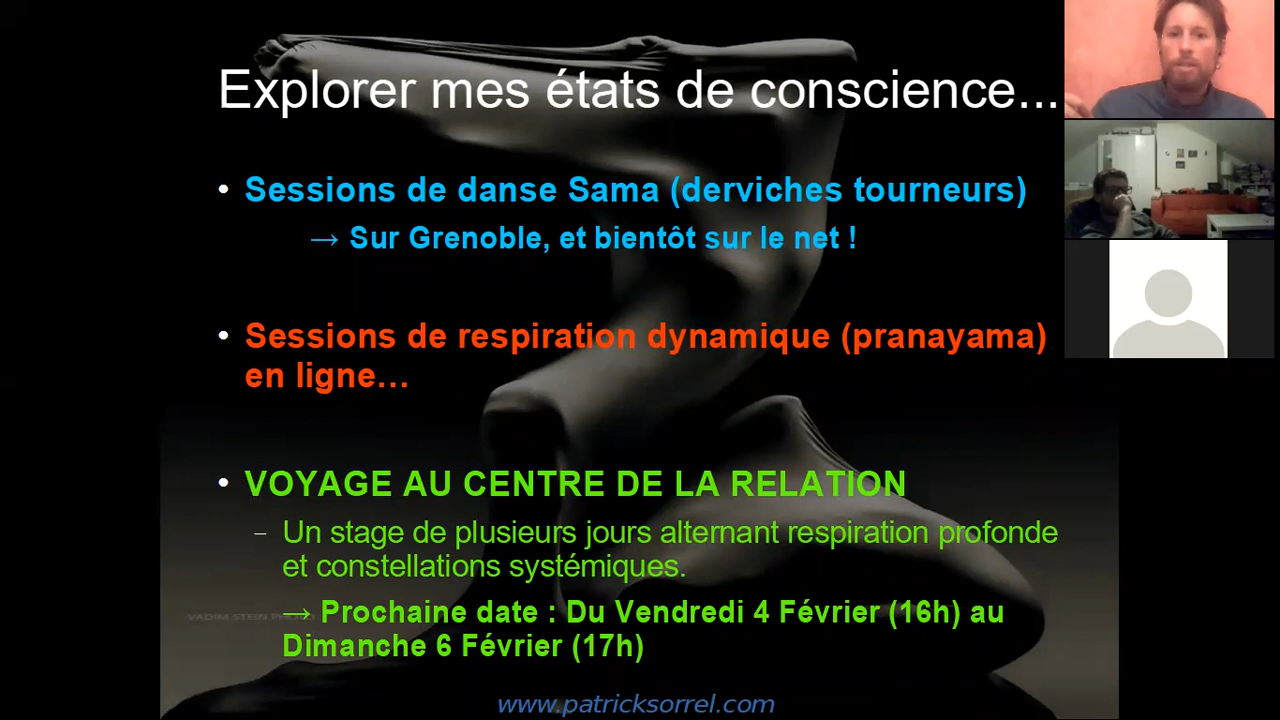 Explorer mes états de conscience...
• Sessions de danse Sama (derviches tourneurs)
→ Sur Grenoble, et bientôt sur le net !
• Sessions de respiration dynamique (pranayama)
en ligne…
• VOYAGE AU CENTRE DE LA RELATION
– Un stage de plusieurs jours alternant respiration profonde
et constellations systémiques.
VADIM STEIN PHOTO
→ Prochaine date : Du Vendredi 4 Février (16h) au
Dimanche 6 Février (17h)
www.patricksorrel.com